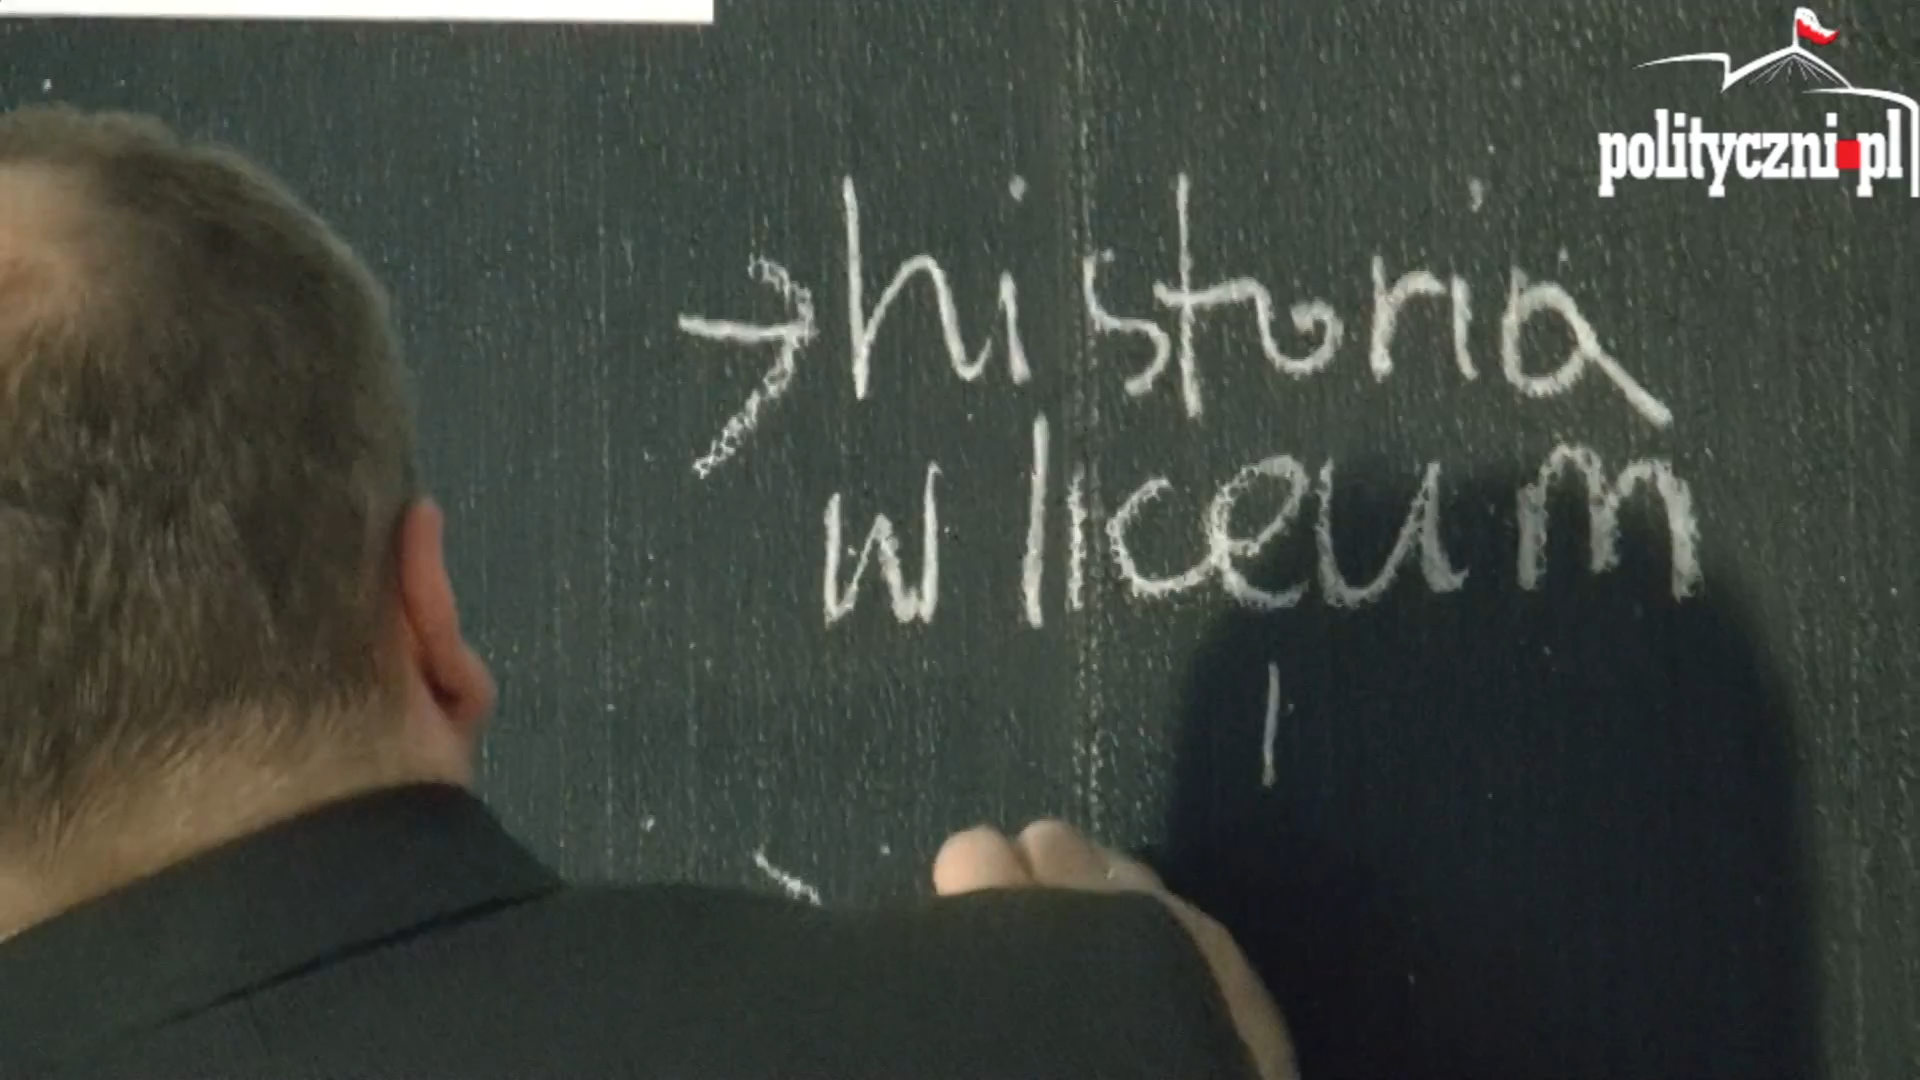 polityczni.pl
→ historia
w liceum